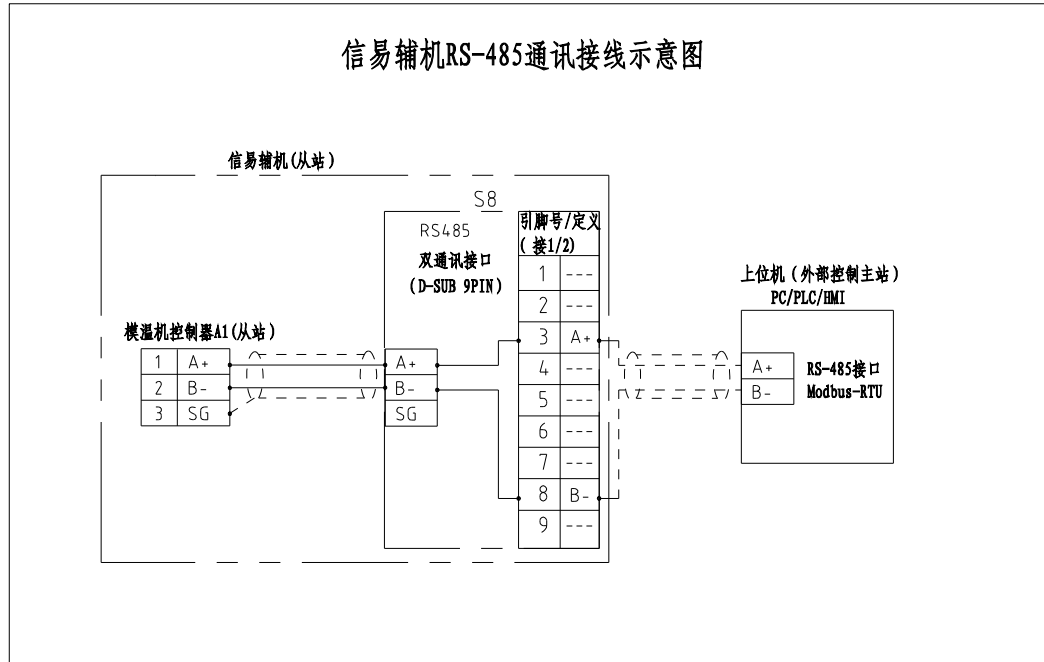 信易辅机RS-485通讯接线示意图
信易辅机(从站)
S8
RS485
双通讯接口
(D-SUB 9PIN)
引脚号/定义
( 接1/2)
1 ---
2 ---
3 A+
4 ---
5 ---
6 ---
7 ---
8 B-
9 ---
模温机控制器A1(从站)
1 A+
2 B-
3 SG
A+
B-
SG
上位机（外部控制主站）
PC/PLC/HMI
A+
B-
RS-485接口
Modbus-RTU